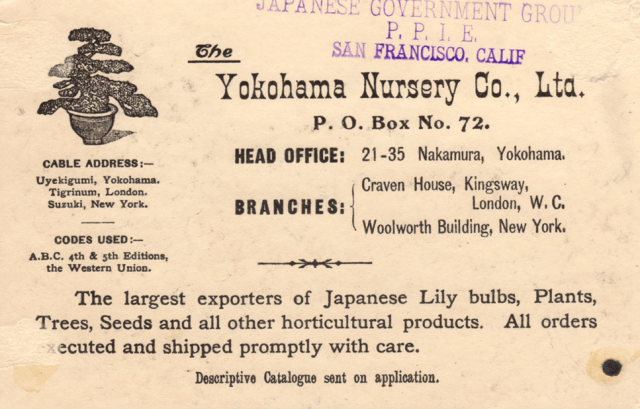 JAPANESE GOVERNMENT
P. P. I. E.
SAN FRANCISCO, CALIF
The
Yokohama Nursery Co., Ltd.
P. O. Box No. 72.
CABLE ADDRESS:—
Uyekigumi, Yokohama.
Tigrinum, London.
Suzuki, New York.
CODES USED:—
A.B.C. 4th & 5th Editions,
the Western Union.
HEAD OFFICE: 21-35 Nakamura, Yokohama.
BRANCHES:
Craven House, Kingsway,
London, W. C.
Woolworth Building, New York.
The largest exporters of Japanese Lily bulbs, Plants,
Trees, Seeds and all other horticultural products. All orders
xecuted and shipped promptly with care.
Descriptive Catalogue sent on application.